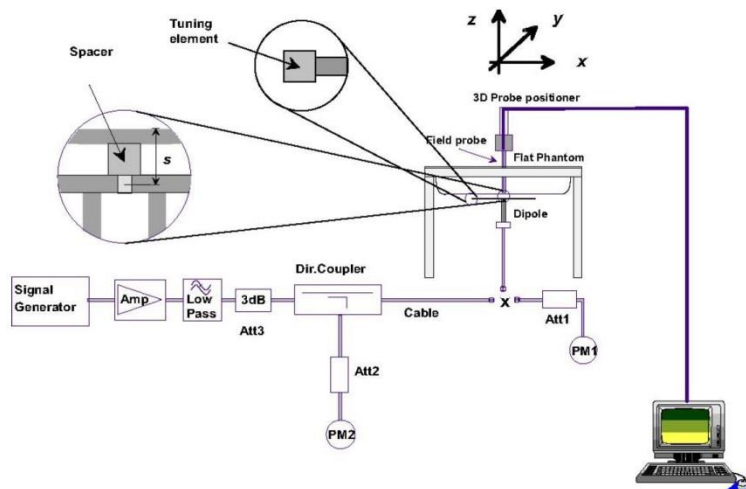 Tuning
element
Spacer
s
z
y
x
3D Probe positioner
Field probe
Flat Phantom
Dipole
Signal
Generator
Amp
Low
Pass
3dB
Att3
Dir.Coupler
Cable
x
Att1
PM1
Att2
PM2